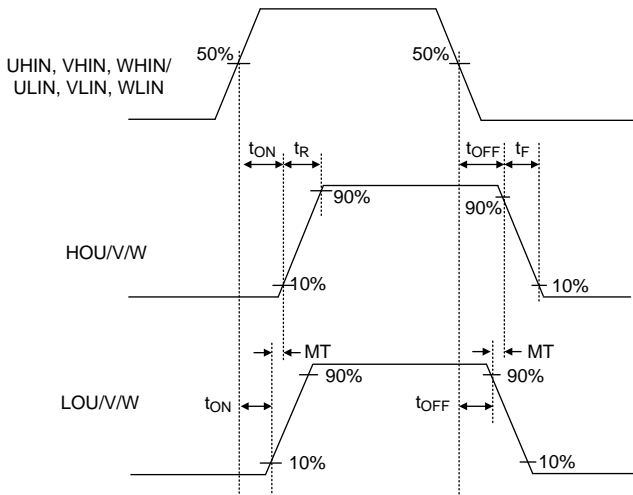 UHIN, VHIN, WHIN/
ULIN, VLIN, WLIN
50%
50%
tON
tR
tOFF
tF
HOU/V/W
90%
90%
10%
10%
MT
MT
LOU/V/W
90%
90%
tON
tOFF
10%
10%